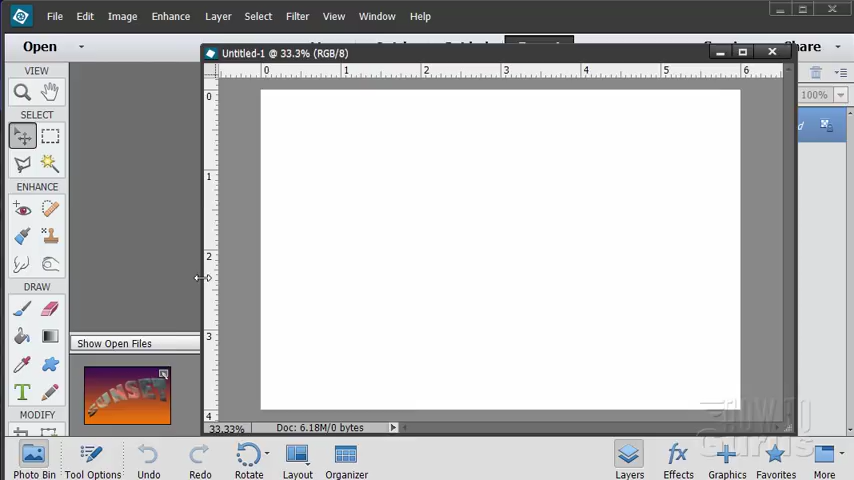 File Edit Image Enhance Layer Select Filter View Window Help
Open
Untitled-1 @ 33.3% (RGB/8)
VIEW
0 1 2 3 4 5 6
100%
0
SELECT
1
ENHANCE
2
DRAW
3
Show Open Files
SUNSET
MODIFY
4
33.33% Doc: 6.18M/0 bytes
HOW TO
Gurus
Photo Bin Tool Options Undo Redo Rotate Layout Organizer Layers Effects Graphics Favorites More